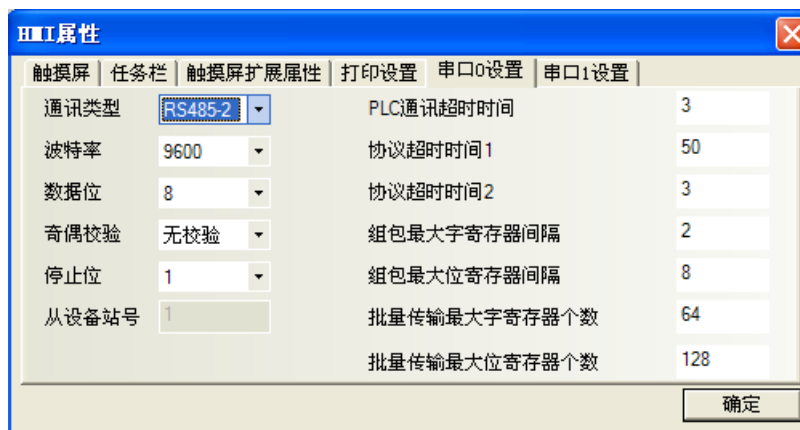 HMI属性
触摸屏 任务栏 触摸屏扩展属性 打印设置 串口0设置 串口1设置
通讯类型 RS485-2 PLC通讯超时时间 3
波特率 9600 协议超时时间1 50
数据位 8 协议超时时间2 3
奇偶校验 无校验 组包最大字寄存器间隔 2
停止位 1 组包最大位寄存器间隔 8
从设备站号 1 批量传输最大字寄存器个数 64
批量传输最大位寄存器个数 128
确定